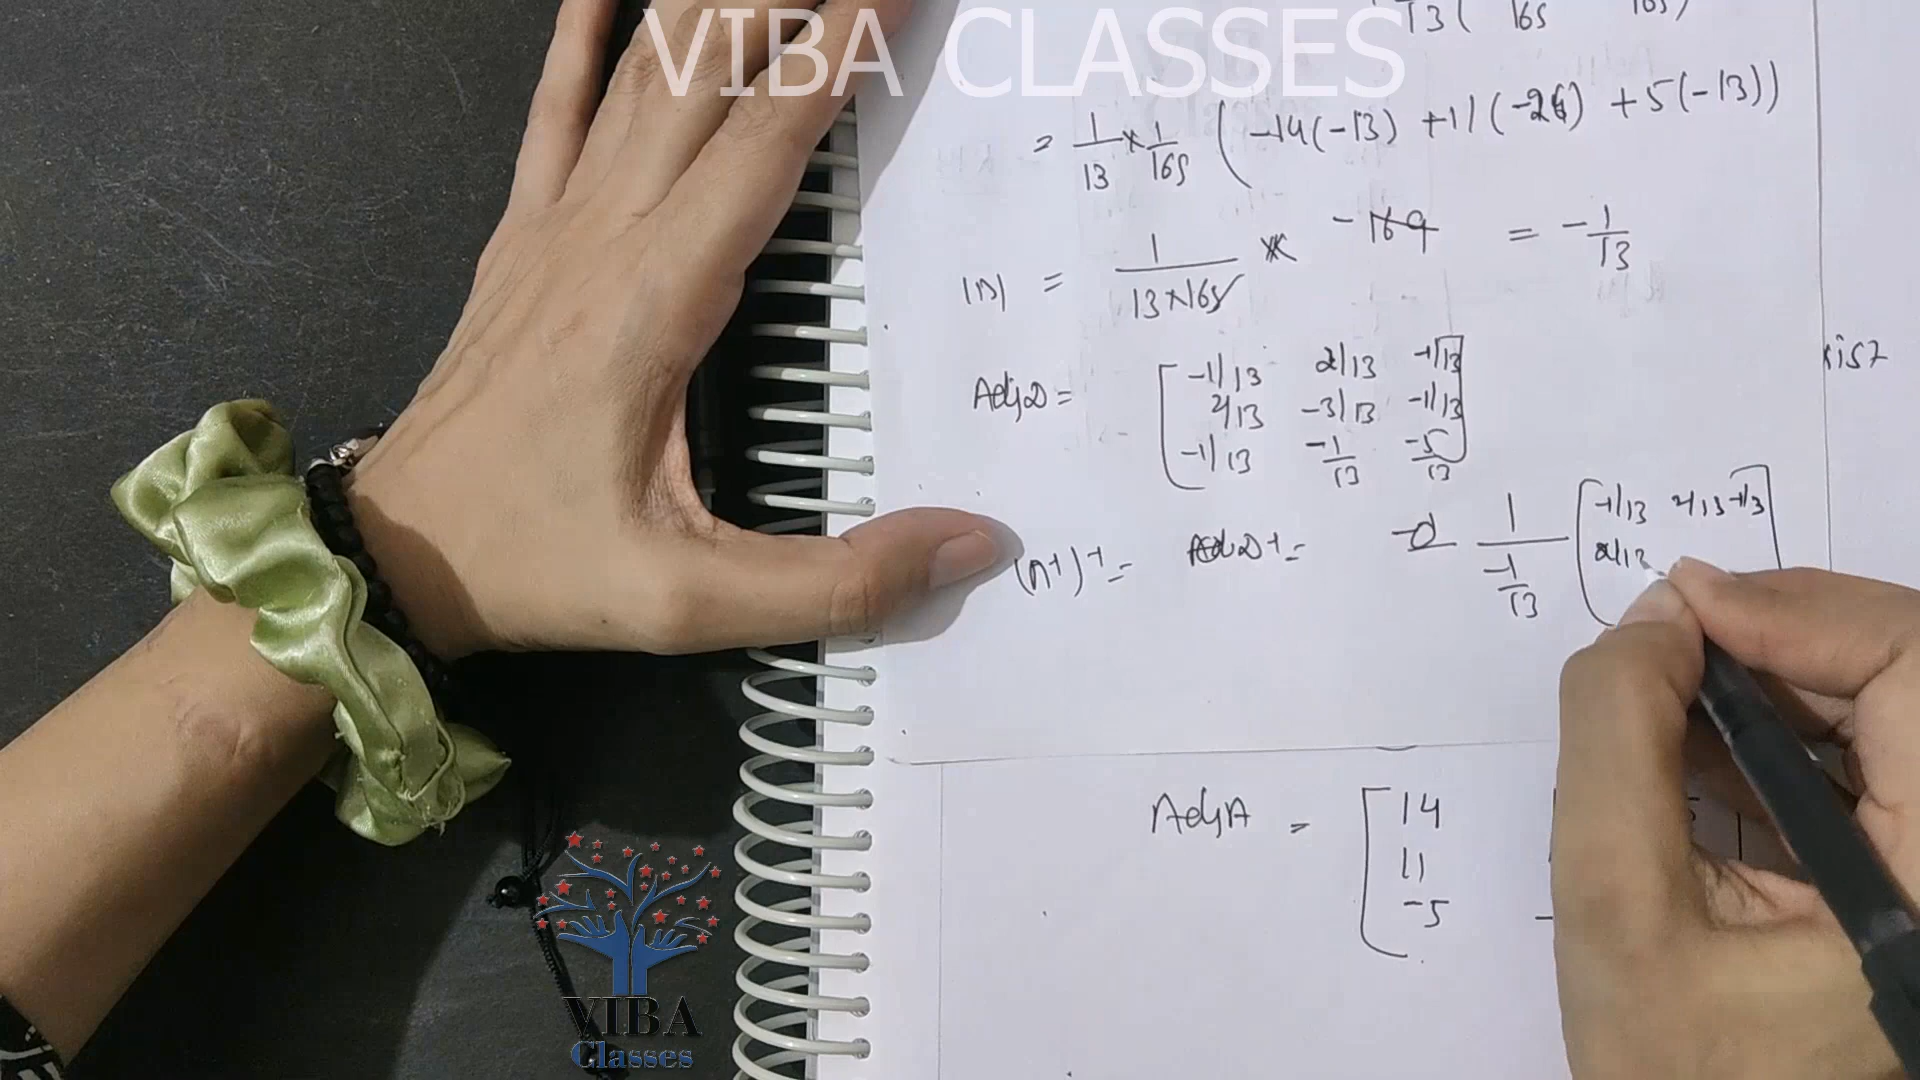 VIBA CLASSES
13( 165 165)
= 1/13 × 1/165 (-14(-13) +11(-26) +5(-13))
|D| = 1/(13×169) × -169 = -1/13
AdjD = [-1/13 2/13 -1/13
2/13 -3/13 -1/13
-1/13 -1/13 -5/13]
xist
(A⁻¹)⁻¹ = D⁻¹ = 1/(-1/13) [-1/13 2/13 -1/3
2/13
AdjA = [14
11
-5
VIBA
Classes